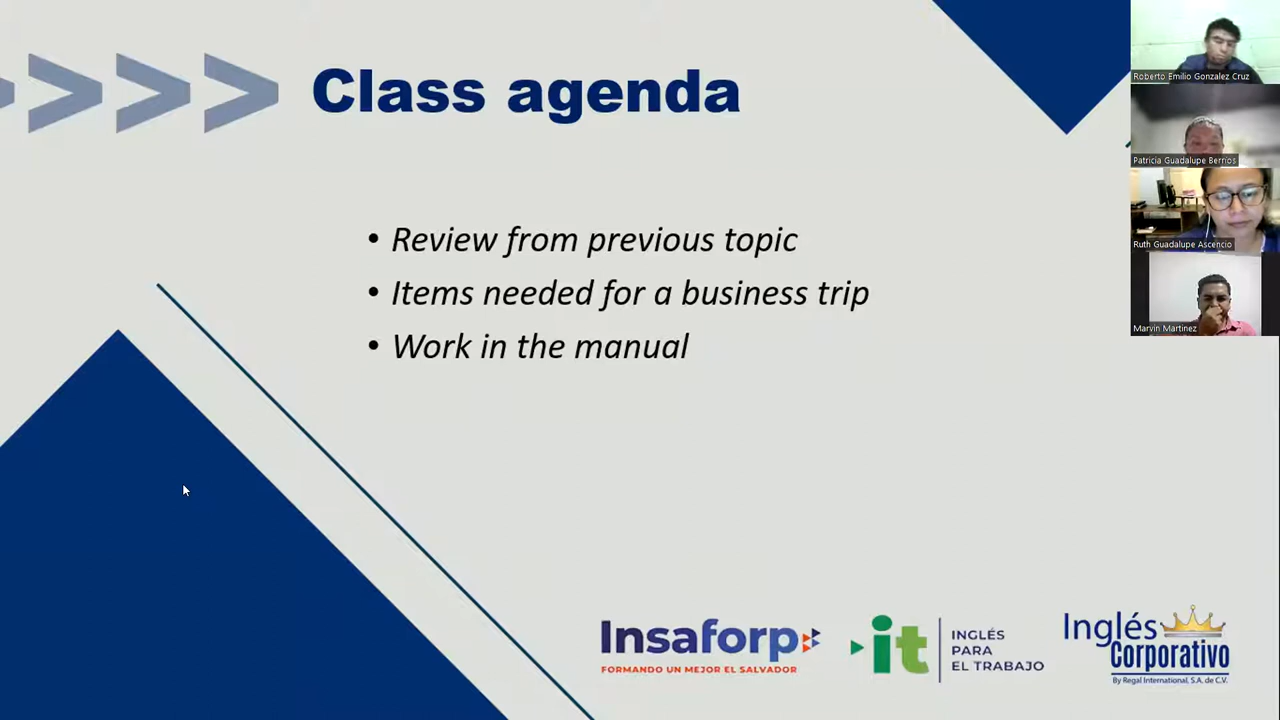 Class agenda
• Review from previous topic
• Items needed for a business trip
• Work in the manual
Roberto Emilio Gonzalez Cruz
Patricia Guadalupe Berrios
Ruth Guadalupe Ascencio
Marvin Martinez
Insaforp
FORMANDO UN MEJOR EL SALVADOR
it
INGLÉS
PARA
EL TRABAJO
Inglés
Corporativo
By Regal International, S.A. de C.V.